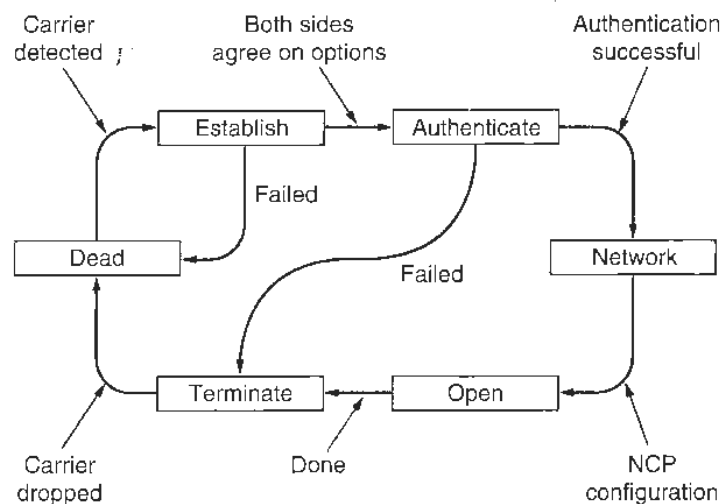 Carrier
detected
Both sides
agree on options
Authentication
successful
Establish
Authenticate
Failed
Dead
Failed
Network
Terminate
Open
Carrier
dropped
Done
NCP
configuration